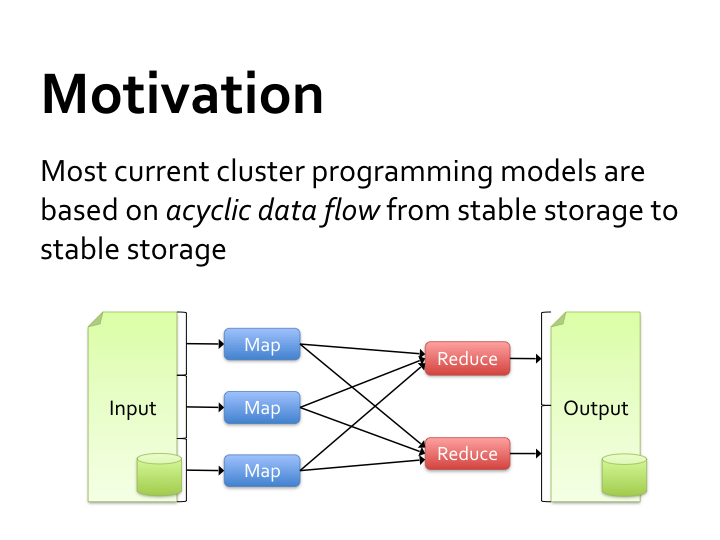 Motivation
Most current cluster programming models are
based on acyclic data flow from stable storage to
stable storage
Input
Map
Map
Map
Reduce
Reduce
Output